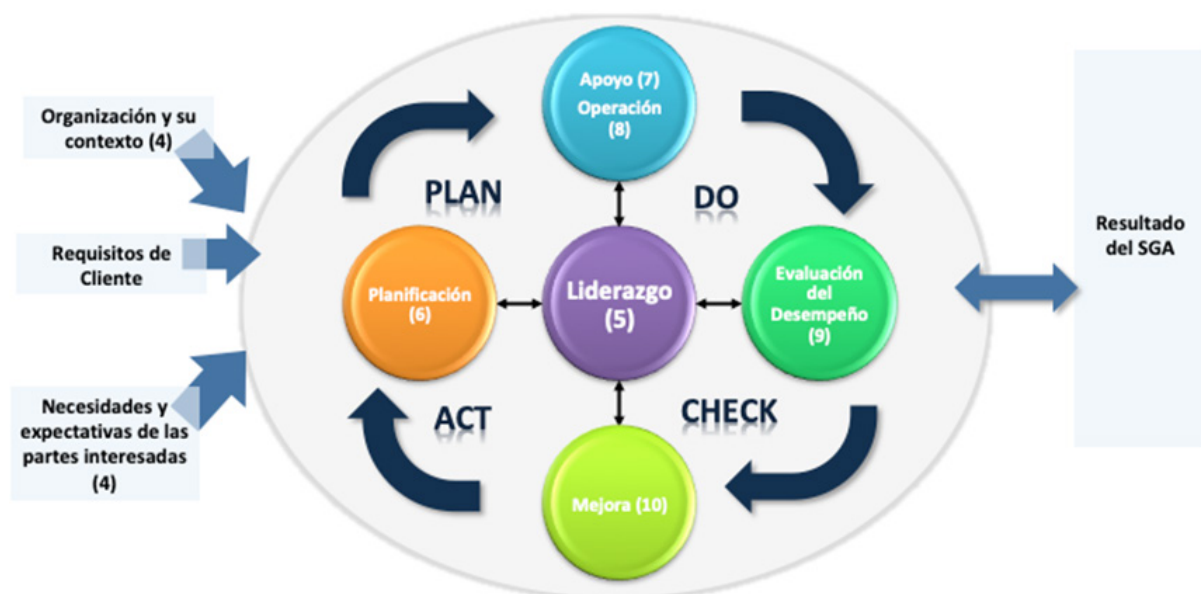 Organización y su
contexto (4)
Requisitos de
Cliente
Necesidades y
expectativas de las
partes interesadas
(4)
Apoyo (7)
Operación
(8)
PLAN
DO
Planificación
(6)
Liderazgo
(5)
Evaluación
del
Desempeño
(9)
ACT
CHECK
Mejora (10)
Resultado
del SGA